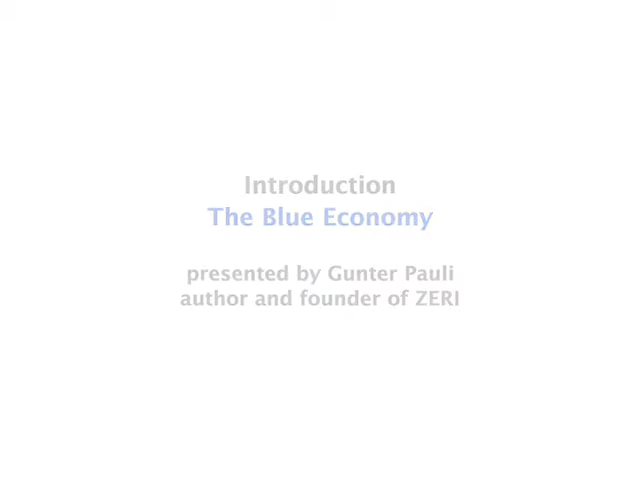 Introduction
The Blue Economy
presented by Gunter Pauli
author and founder of ZERI